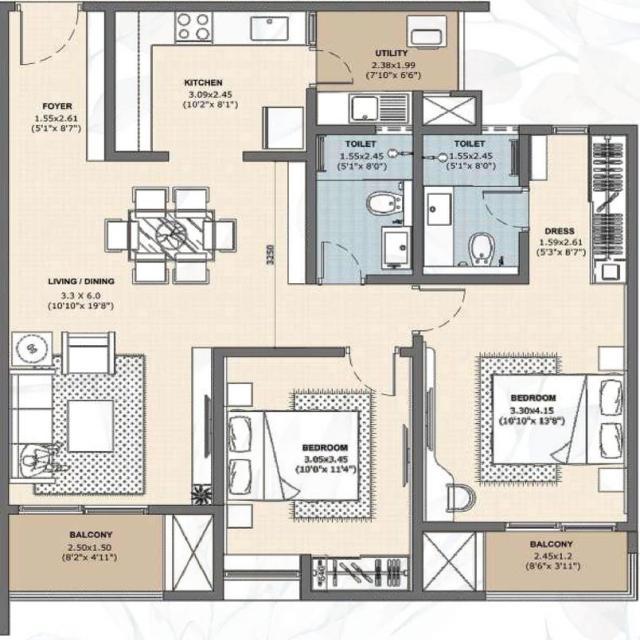 UTILITY
2.38x1.99
(7'10" x 6'6")
KITCHEN
3.09x2.45
(10'2" x 8'1")
FOYER
1.55x2.61
(5'1" x 8'7")
TOILET
1.55x2.45
(5'1" x 8'0")
TOILET
1.55x2.45
(5'1" x 8'0")
DRESS
1.59x2.61
(5'3" x 8'7")
3250
LIVING / DINING
3.3 X 6.0
(10'10" x 19'8")
BEDROOM
3.30x4.15
(10'10" x 13'8")
BEDROOM
3.05x3.45
(10'0" x 11'4")
BALCONY
2.50x1.50
(8'2" x 4'11")
BALCONY
2.45x1.2
(8'6" x 3'11")